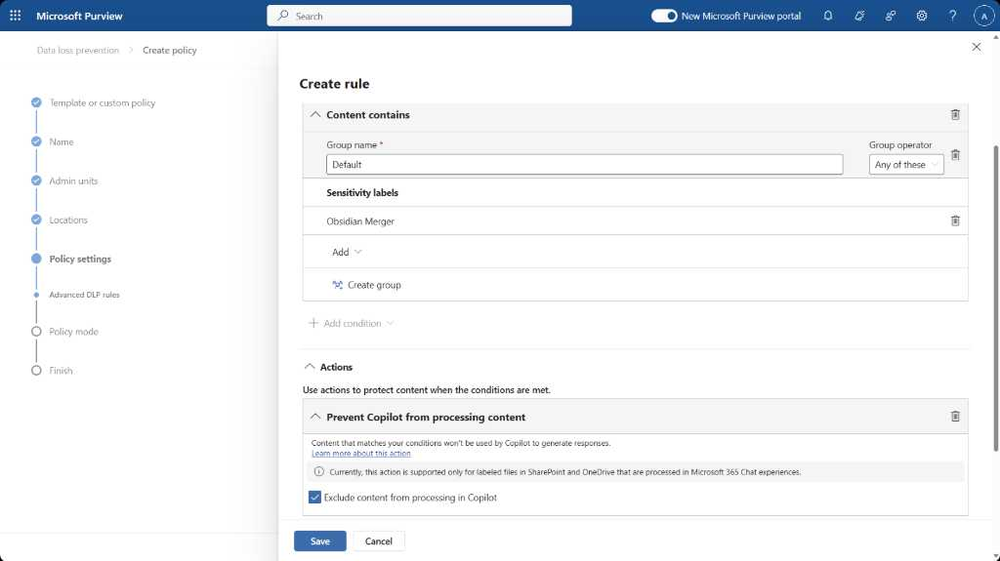 Microsoft Purview
Search
New Microsoft Purview portal
?
A
Data loss prevention > Create policy
Template or custom policy
Name
Admin units
Locations
Policy settings
Advanced DLP rules
Policy mode
Finish
Create rule
Content contains
Group name *
Group operator
Default
Any of these
Sensitivity labels
Obsidian Merger
Add
Create group
Add condition
Actions
Use actions to protect content when the conditions are met.
Prevent Copilot from processing content
Content that matches your conditions won't be used by Copilot to generate responses.
Learn more about this action
Currently, this action is supported only for labeled files in SharePoint and OneDrive that are processed in Microsoft 365 Chat experiences.
Exclude content from processing in Copilot
Save
Cancel